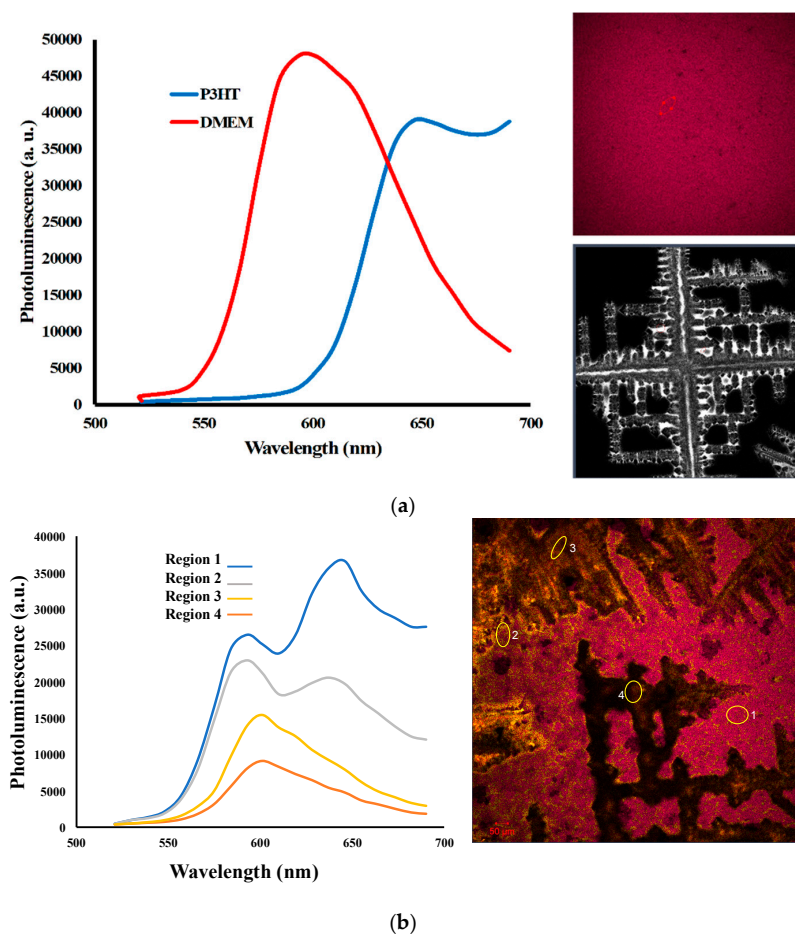 50000
45000
40000
35000
30000
25000
20000
15000
10000
5000
0
Photoluminescence (a. u.)
P3HT
DMEM
500 550 600 650 700
Wavelength (nm)
(a)
40000
35000
30000
25000
20000
15000
10000
5000
0
Photoluminescence (a.u.)
Region 1
Region 2
Region 3
Region 4
500 550 600 650 700
Wavelength (nm)
3
2
4
1
50 µm
(b)